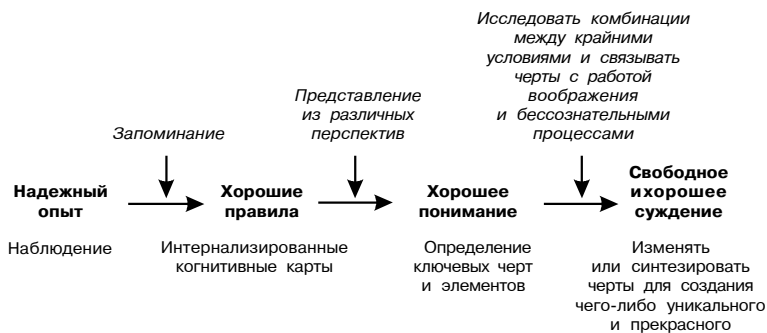 Исследовать комбинации
между крайними
условиями и связывать
черты с работой
воображения
и бессознательными
процессами
Представление
из различных
перспектив
Запоминание
Надежный
опыт
Хорошие
правила
Хорошее
понимание
Свободное
и хорошее
суждение
Наблюдение
Интернализированные
когнитивные карты
Определение
ключевых черт
и элементов
Изменять
или синтезировать
черты для создания
чего-либо уникального
и прекрасного